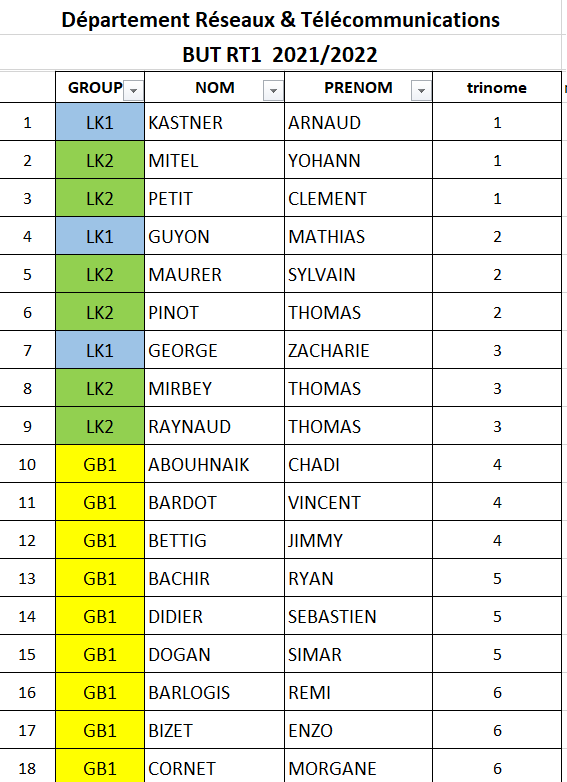 Département Réseaux & Télécommunications
BUT RT1 2021/2022
GROUP NOM PRENOM trinome
1 LK1 KASTNER ARNAUD 1
2 LK2 MITEL YOHANN 1
3 LK2 PETIT CLEMENT 1
4 LK1 GUYON MATHIAS 2
5 LK2 MAURER SYLVAIN 2
6 LK2 PINOT THOMAS 2
7 LK1 GEORGE ZACHARIE 3
8 LK2 MIRBEY THOMAS 3
9 LK2 RAYNAUD THOMAS 3
10 GB1 ABOUHNAIK CHADI 4
11 GB1 BARDOT VINCENT 4
12 GB1 BETTIG JIMMY 4
13 GB1 BACHIR RYAN 5
14 GB1 DIDIER SEBASTIEN 5
15 GB1 DOGAN SIMAR 5
16 GB1 BARLOGIS REMI 6
17 GB1 BIZET ENZO 6
18 GB1 CORNET MORGANE 6